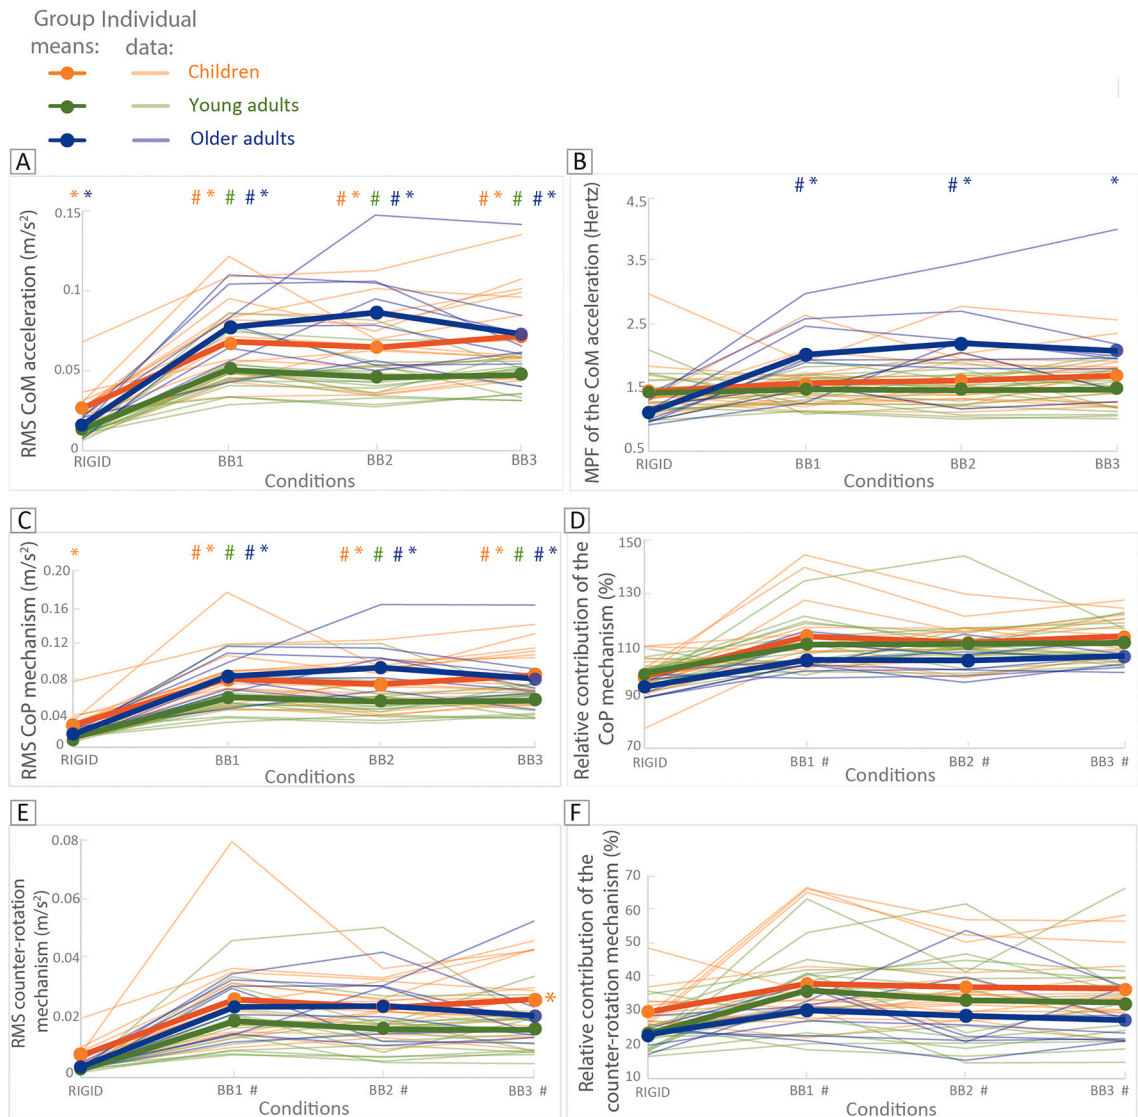 Group Individual
means: data:
Children
Young adults
Older adults
A
* * # * # # * # * # # * # * # # *
RMS CoM acceleration (m/s²)
0.15
0.1
0.05
0
RIGID BB1 BB2 BB3
Conditions
B
# * # * *
MPF of the CoM acceleration (Hertz)
4.5
3.5
2.5
1.5
0.5
RIGID BB1 BB2 BB3
Conditions
C
* # * # # * # * # # * # * # # *
RMS CoP mechanism (m/s²)
0.20
0.16
0.12
0.08
0.04
0
RIGID BB1 BB2 BB3
Conditions
D
Relative contribution of the
CoP mechanism (%)
150
130
110
90
70
RIGID BB1 # BB2 # BB3 #
Conditions
E
RMS counter-rotation
mechanism (m/s²)
0.08
0.06
0.04
0.02
0
*
RIGID BB1 # BB2 # BB3 #
Conditions
F
Relative contribution of the
counter-rotation mechanism (%)
70
60
50
40
30
20
10
RIGID BB1 # BB2 # BB3 #
Conditions